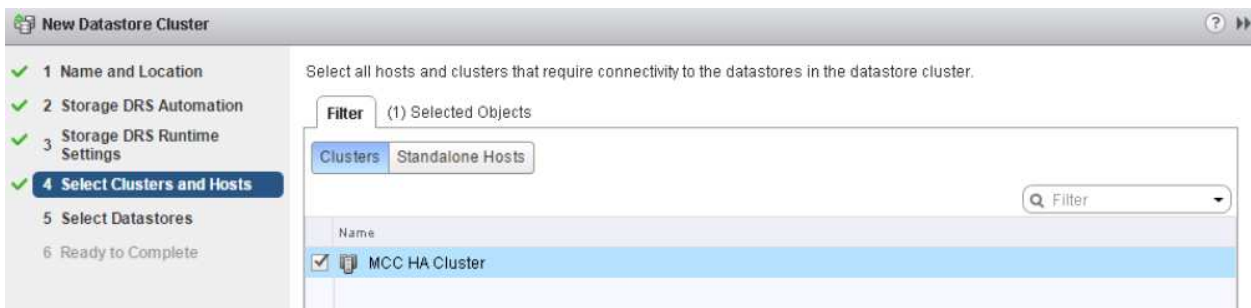 New Datastore Cluster
?
1 Name and Location
2 Storage DRS Automation
3 Storage DRS Runtime
Settings
4 Select Clusters and Hosts
5 Select Datastores
6 Ready to Complete
Select all hosts and clusters that require connectivity to the datastores in the datastore cluster.
Filter (1) Selected Objects
Clusters Standalone Hosts
Filter
Name
MCC HA Cluster